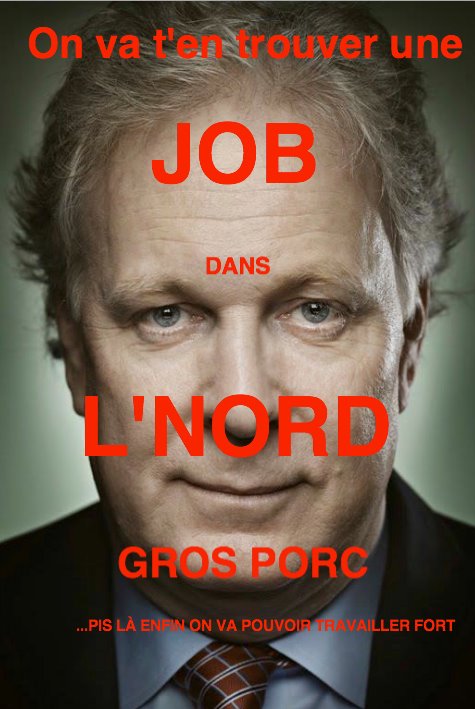 On va t'en trouver une
JOB
DANS
L'NORD
GROS PORC
...PIS LÀ ENFIN ON VA POUVOIR TRAVAILLER FORT